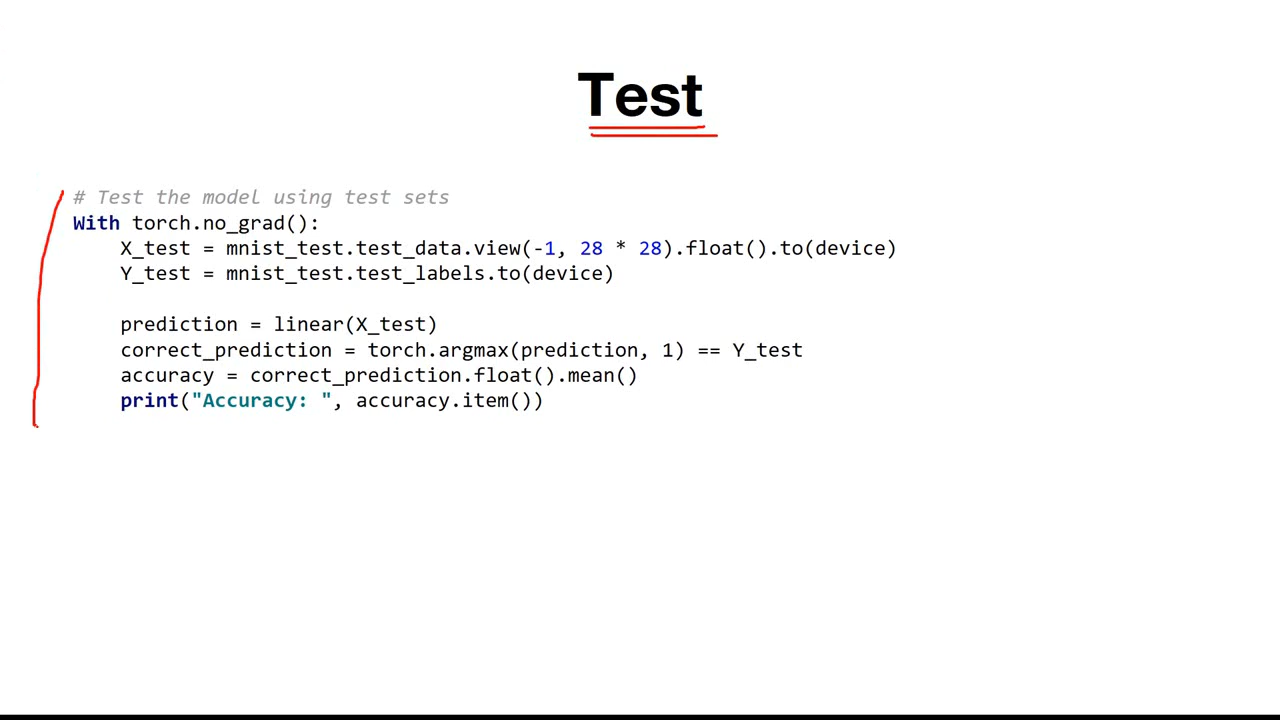 Test
# Test the model using test sets
With torch.no_grad():
X_test = mnist_test.test_data.view(-1, 28 * 28).float().to(device)
Y_test = mnist_test.test_labels.to(device)
prediction = linear(X_test)
correct_prediction = torch.argmax(prediction, 1) == Y_test
accuracy = correct_prediction.float().mean()
print("Accuracy: ", accuracy.item())